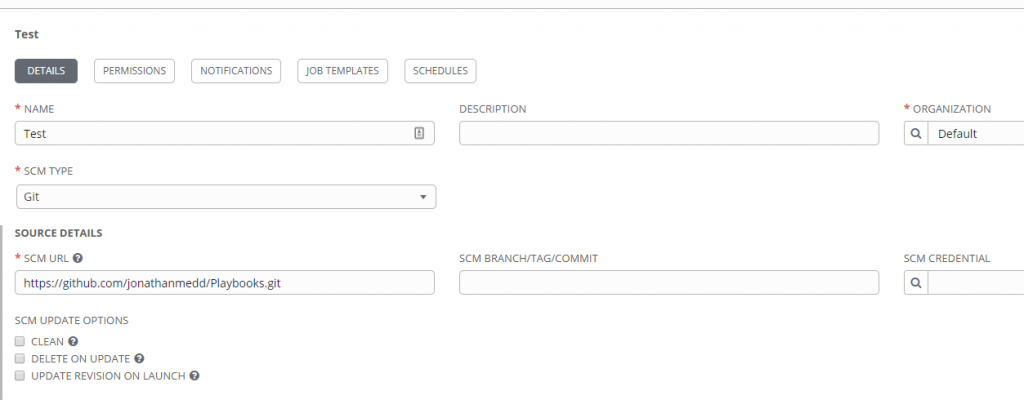 Test
DETAILS PERMISSIONS NOTIFICATIONS JOB TEMPLATES SCHEDULES
* NAME DESCRIPTION * ORGANIZATION
Test Default
* SCM TYPE
Git
SOURCE DETAILS
* SCM URL ? SCM BRANCH/TAG/COMMIT SCM CREDENTIAL
https://github.com/jonathanmedd/Playbooks.git
SCM UPDATE OPTIONS
CLEAN ?
DELETE ON UPDATE ?
UPDATE REVISION ON LAUNCH ?